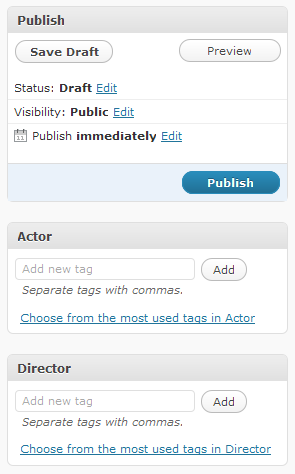 Publish
Save Draft Preview
Status: Draft Edit
Visibility: Public Edit
11 Publish immediately Edit
Publish
Actor
Add new tag Add
Separate tags with commas.
Choose from the most used tags in Actor
Director
Add new tag Add
Separate tags with commas.
Choose from the most used tags in Director